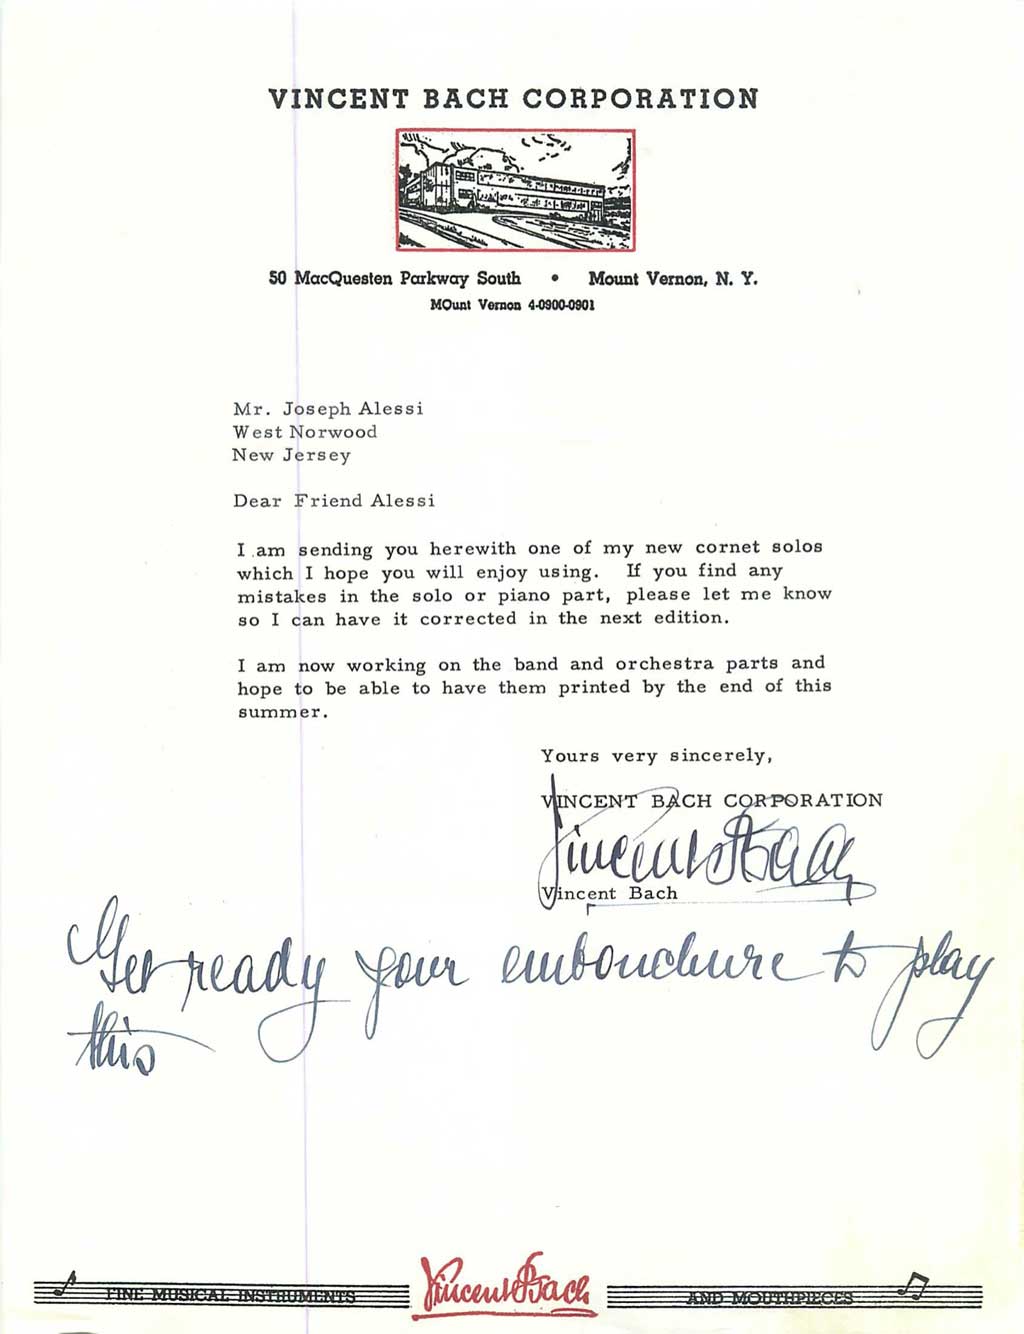 VINCENT BACH CORPORATION
50 MacQuesten Parkway South • Mount Vernon, N. Y.
MOunt Vernon 4-0900-0901
Mr. Joseph Alessi
West Norwood
New Jersey
Dear Friend Alessi
I am sending you herewith one of my new cornet solos
which I hope you will enjoy using. If you find any
mistakes in the solo or piano part, please let me know
so I can have it corrected in the next edition.
I am now working on the band and orchestra parts and
hope to be able to have them printed by the end of this
summer.
Yours very sincerely,
VINCENT BACH CORPORATION
Vincent Bach
Vincent Bach
Get ready your embouchure to play
this
FINE MUSICAL INSTRUMENTS Vincent Bach AND MOUTHPIECES